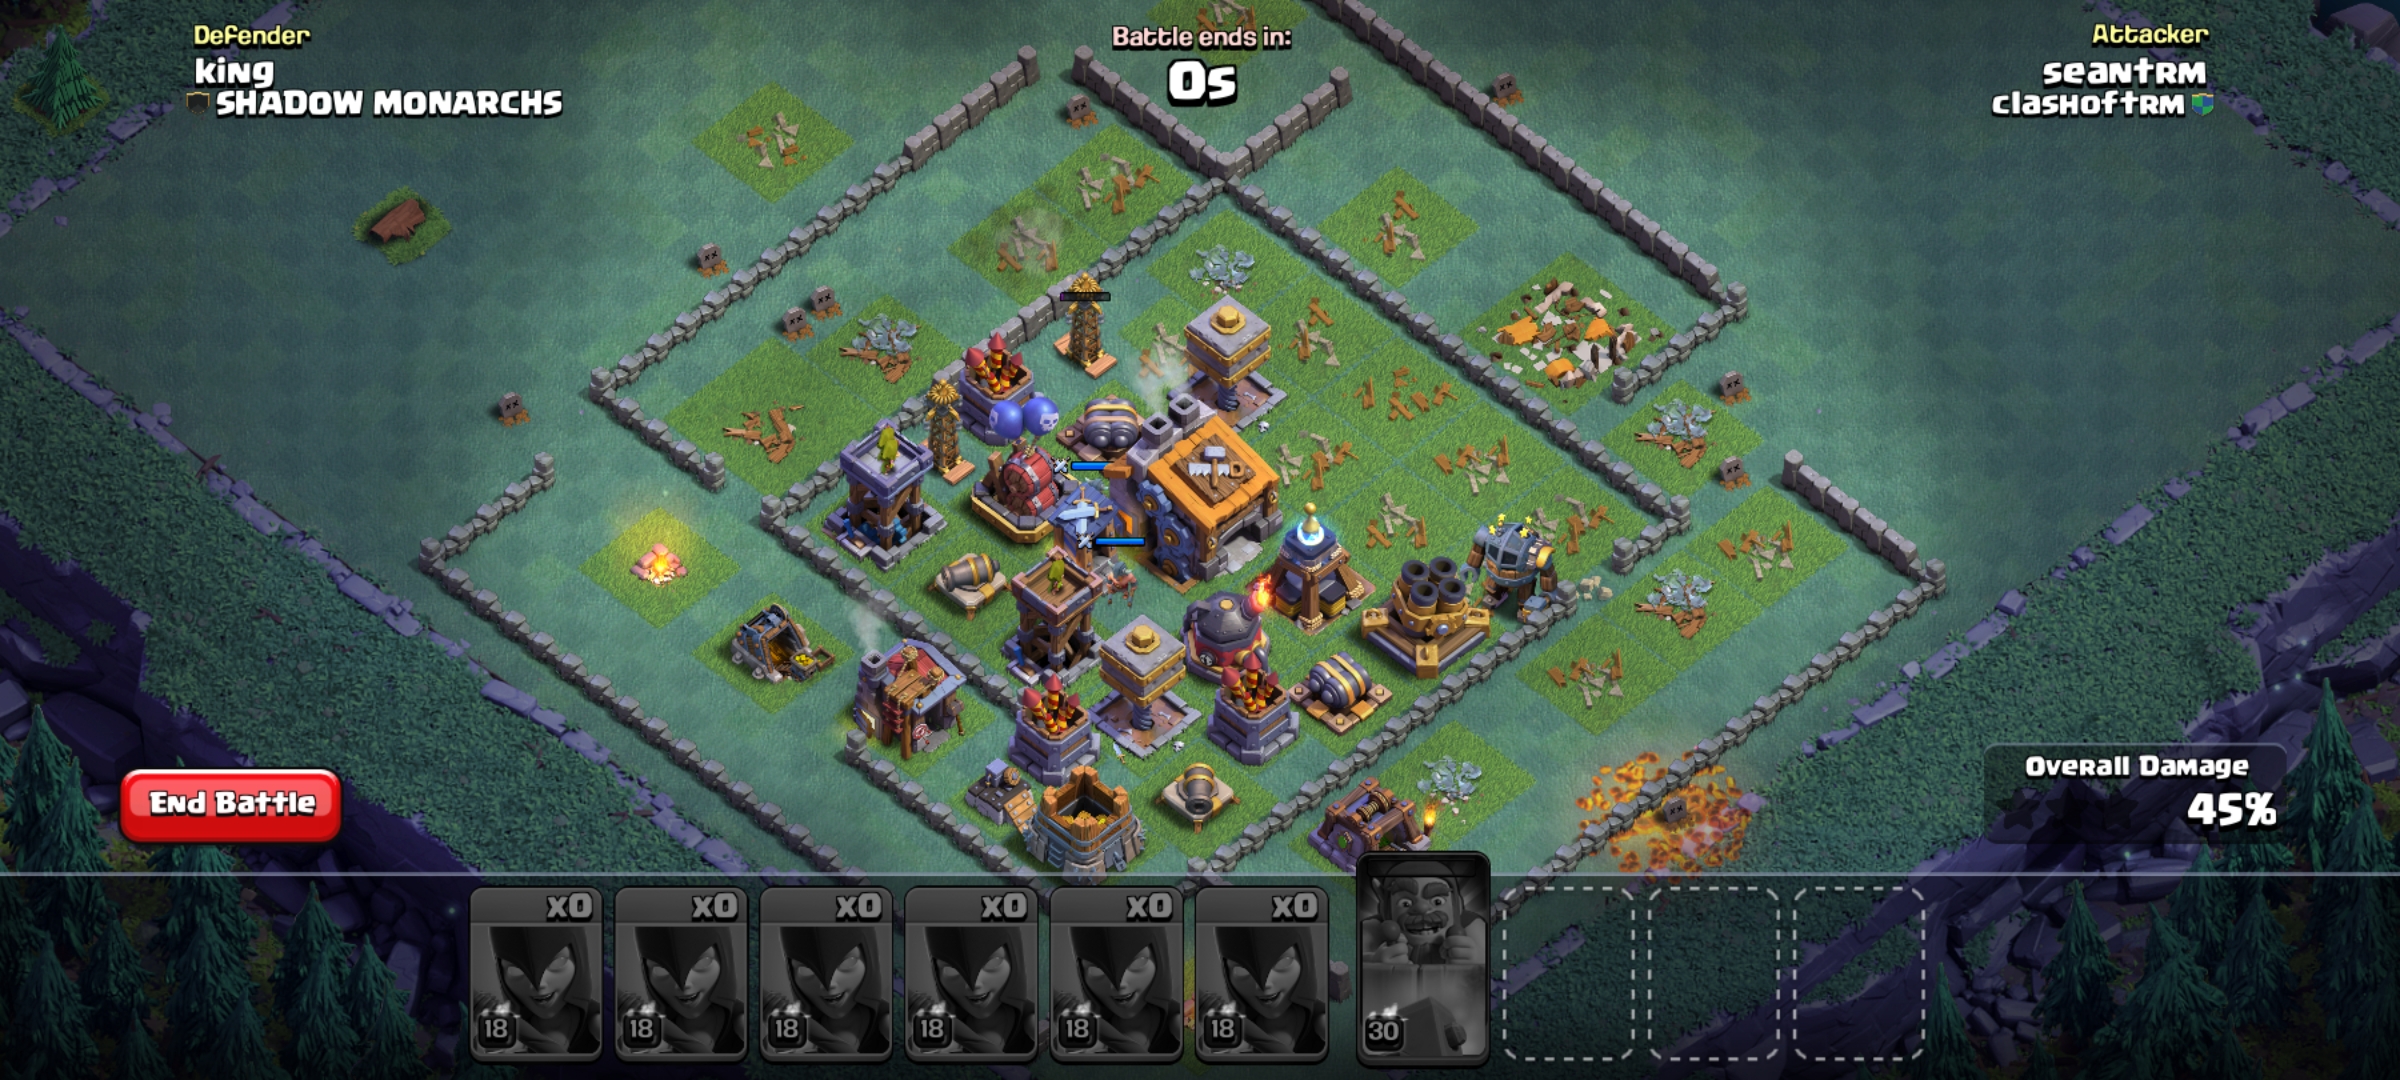 Defender
king
SHADOW MONARCHS
Battle ends in:
0s
Attacker
seantRM
clashoftRM
End Battle
Overall Damage
45%
x0
x0
x0
x0
x0
x0
18
18
18
18
18
18
30